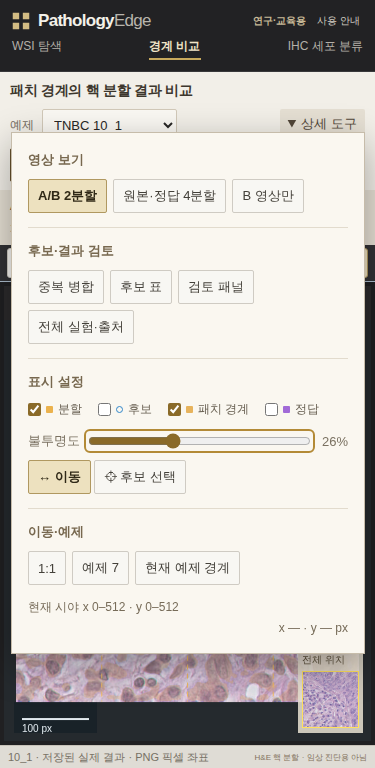 PathologyEdge 연구·교육용 사용 안내
WSI 탐색 경계 비교 IHC 세포 분류
패치 경계의 핵 분할 결과 비교
예제 TNBC 10_1 ▼ 상세 도구
영상 보기
A/B 2분할 원본·정답 4분할 B 영상만
후보·결과 검토
중복 병합 후보 표 검토 패널
전체 실험·출처
표시 설정
분할 후보 패치 경계 정답
불투명도 26%
↔ 이동 후보 선택
이동·예제
1:1 예제 7 현재 예제 경계
현재 시야 x 0–512 · y 0–512
x — · y — px
전체 위치
100 px
10_1 · 저장된 실제 결과 · PNG 픽셀 좌표 H&E 핵 분할 · 임상 진단용 아님